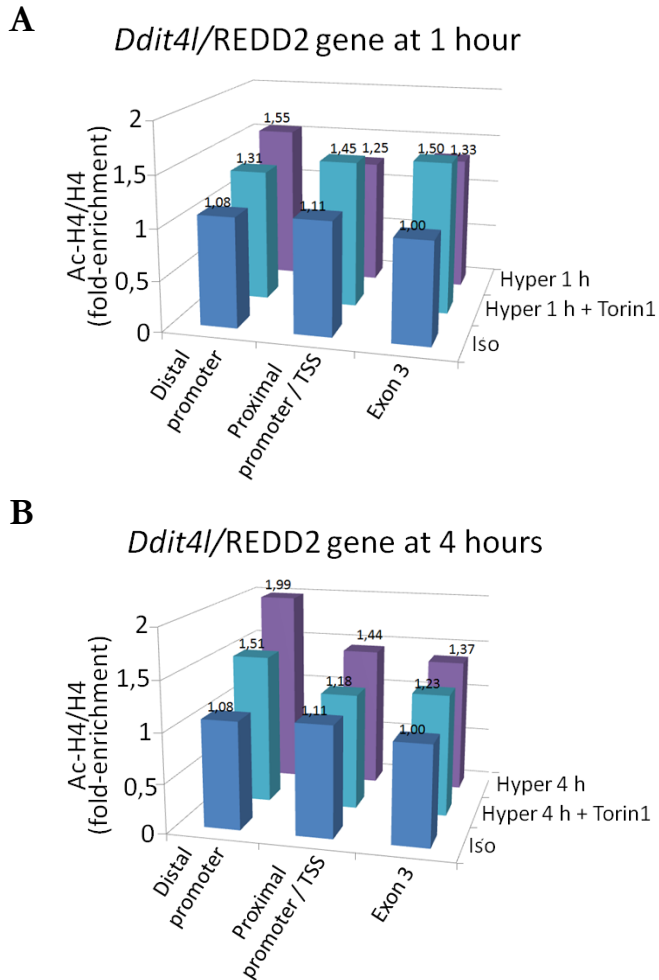 A
Ddit4l/REDD2 gene at 1 hour
Ac-H4/H4
(fold-enrichment)
2
1,5
1
0,5
0
1,55
1,31
1,45
1,25
1,50
1,33
1,08
1,11
1,00
Hyper 1 h
Hyper 1 h + Torin1
Iso
Distal
promoter
Proximal
promoter / TSS
Exon 3
B
Ddit4l/REDD2 gene at 4 hours
Ac-H4/H4
(fold-enrichment)
2
1,5
1
0,5
0
1,99
1,51
1,44
1,37
1,18
1,23
1,08
1,11
1,00
Hyper 4 h
Hyper 4 h + Torin1
Iso
Distal
promoter
Proximal
promoter / TSS
Exon 3